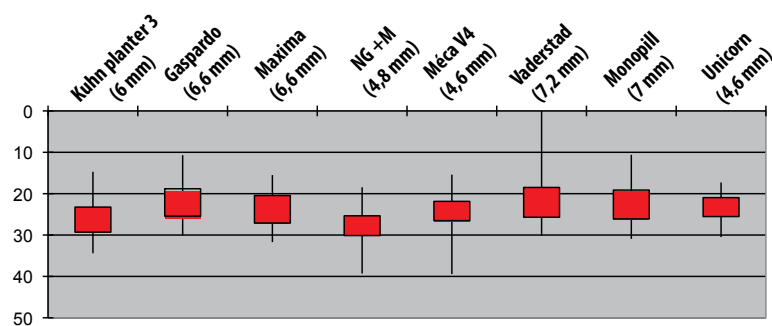 Kuhn planter 3
(6 mm)
Gaspardo
(6,6 mm)
Maxima
(6,6 mm)
NG +M
(4,8 mm)
Méca V4
(4,6 mm)
Vaderstad
(7,2 mm)
Monopill
(7 mm)
Unicorn
(4,6 mm)
0
10
20
30
40
50